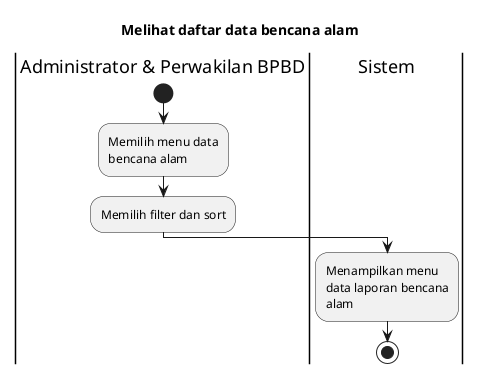 Melihat daftar data bencana alam
Administrator & Perwakilan BPBD
Sistem
Memilih menu data
bencana alam
Memilih filter dan sort
Menampilkan menu
data laporan bencana
alam